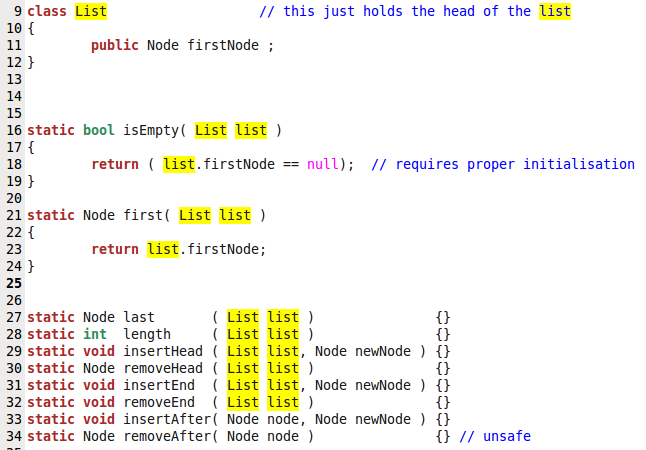 9 class List                   // this just holds the head of the list
10 {
11         public Node firstNode ;
12 }
13
14
15
16 static bool isEmpty( List list )
17 {
18         return ( list.firstNode == null);  // requires proper initialisation
19 }
20
21 static Node first( List list )
22 {
23         return list.firstNode;
24 }
25
26
27 static Node last       ( List list )               {}
28 static int  length     ( List list )               {}
29 static void insertHead ( List list, Node newNode ) {}
30 static Node removeHead ( List list )               {}
31 static void insertEnd  ( List list, Node newNode ) {}
32 static void removeEnd  ( List list )               {}
33 static void insertAfter( Node node, Node newNode ) {}
34 static Node removeAfter( Node node )               {} // unsafe